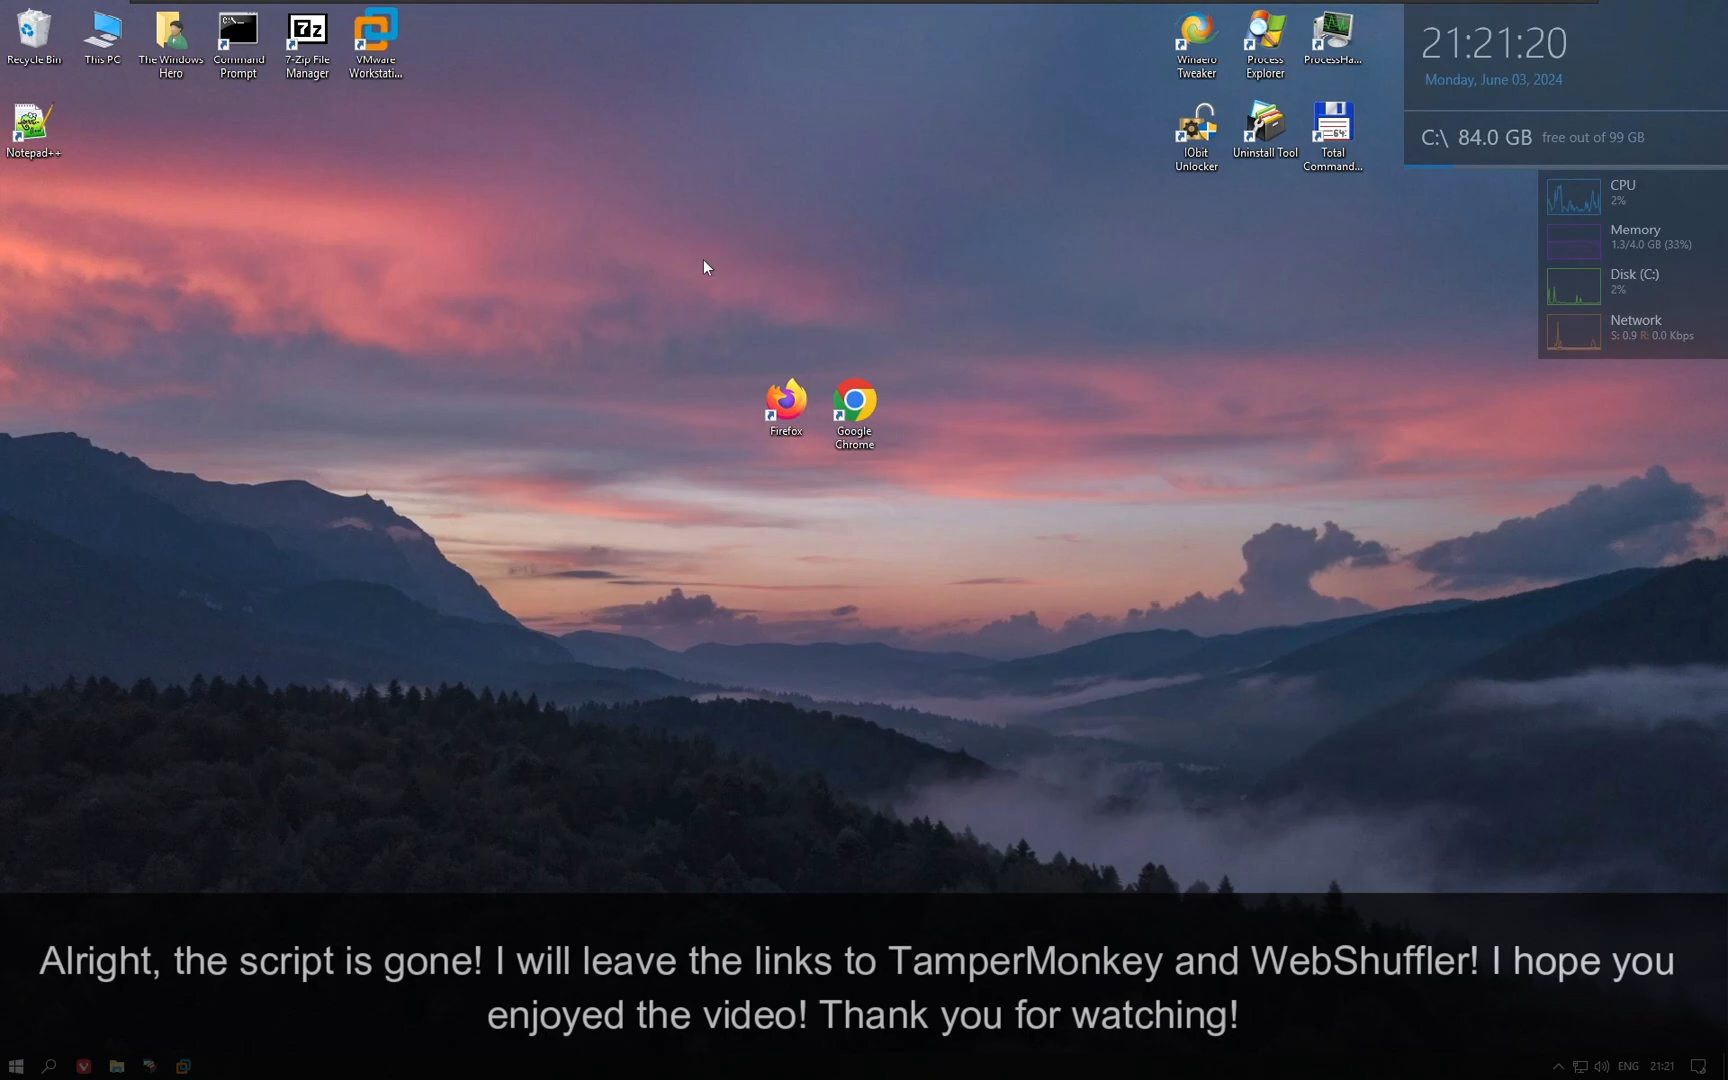 Recycle Bin
This PC
The Windows
Hero
Command
Prompt
7-Zip File
Manager
VMware
Workstati...
Notepad++
Winaero
Tweaker
Process
Explorer
ProcessHa...
IObit
Unlocker
Uninstall Tool
Total
Command...
21:21:20
Monday, June 03, 2024
C:\ 84.0 GB free out of 99 GB
CPU
2%
Memory
1.3/4.0 GB (33%)
Disk (C:)
2%
Network
S: 0.9 R: 0.0 Kbps
Firefox
Google
Chrome
Alright, the script is gone! I will leave the links to TamperMonkey and WebShuffler! I hope you
enjoyed the video! Thank you for watching!
ENG
21:21